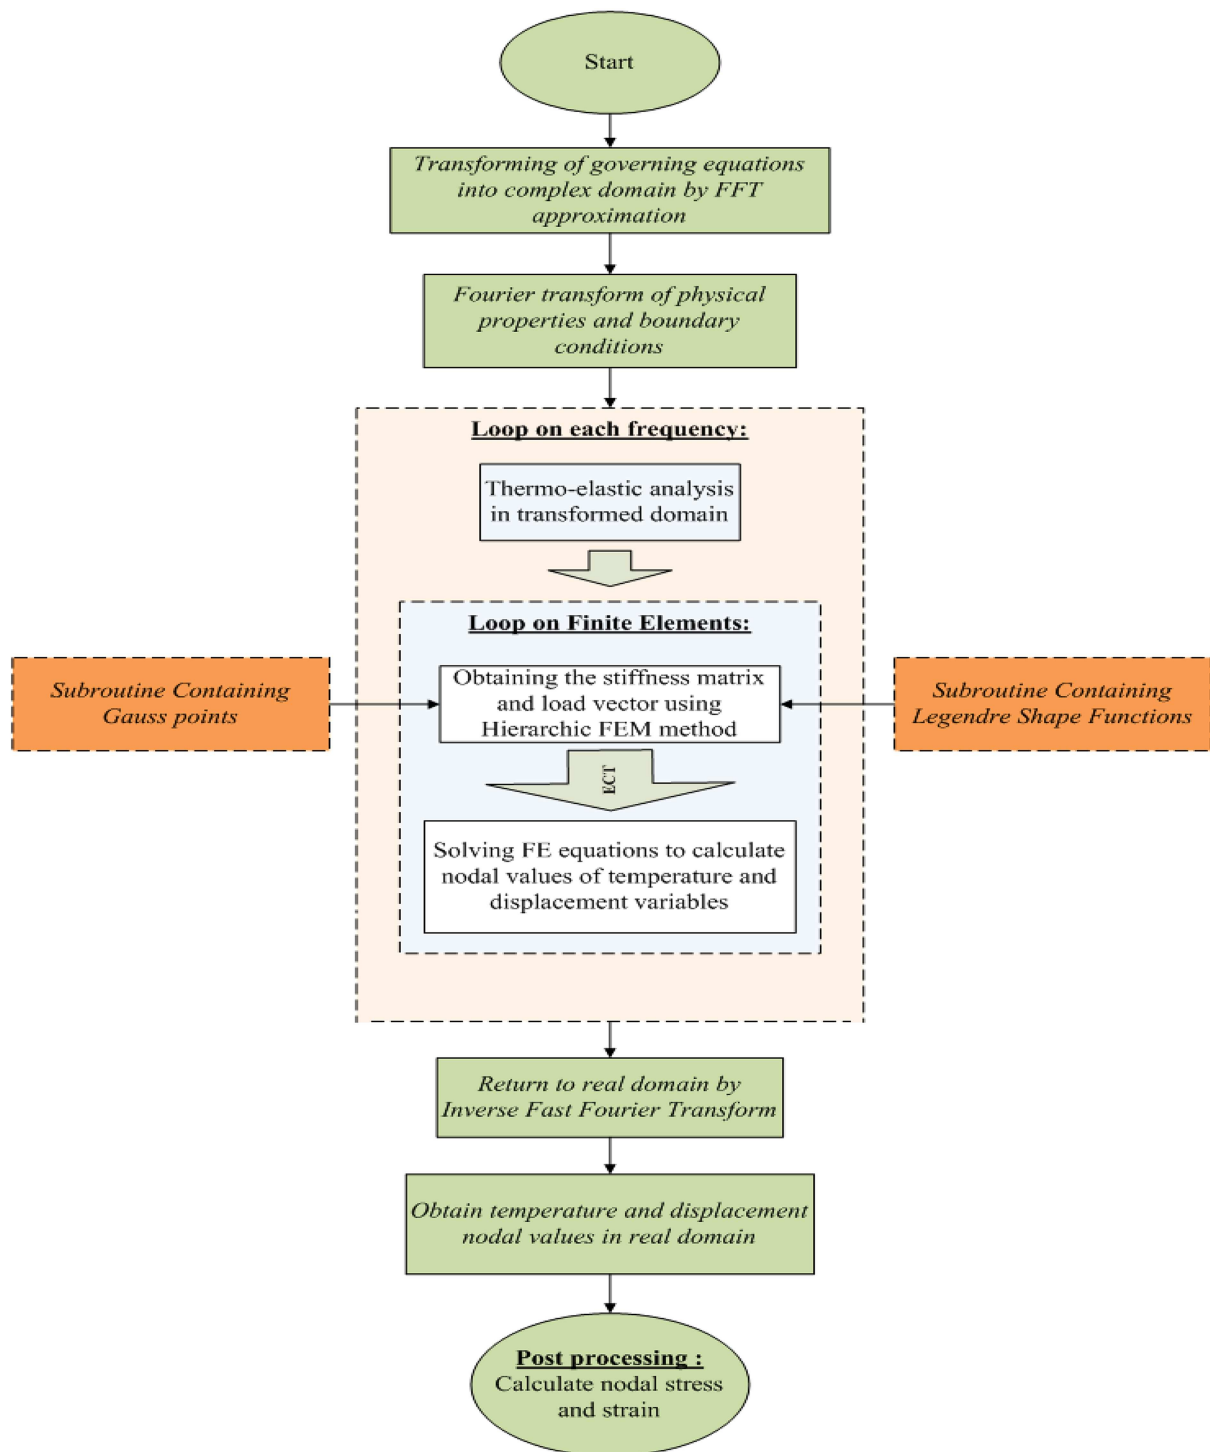 Start
Transforming of governing equations
into complex domain by FFT
approximation
Fourier transform of physical
properties and boundary
conditions
Loop on each frequency:
Thermo-elastic analysis
in transformed domain
Loop on Finite Elements:
Subroutine Containing
Gauss points
Obtaining the stiffness matrix
and load vector using
Hierarchic FEM method
Subroutine Containing
Legendre Shape Functions
ECT
Solving FE equations to calculate
nodal values of temperature and
displacement variables
Return to real domain by
Inverse Fast Fourier Transform
Obtain temperature and displacement
nodal values in real domain
Post processing :
Calculate nodal stress
and strain